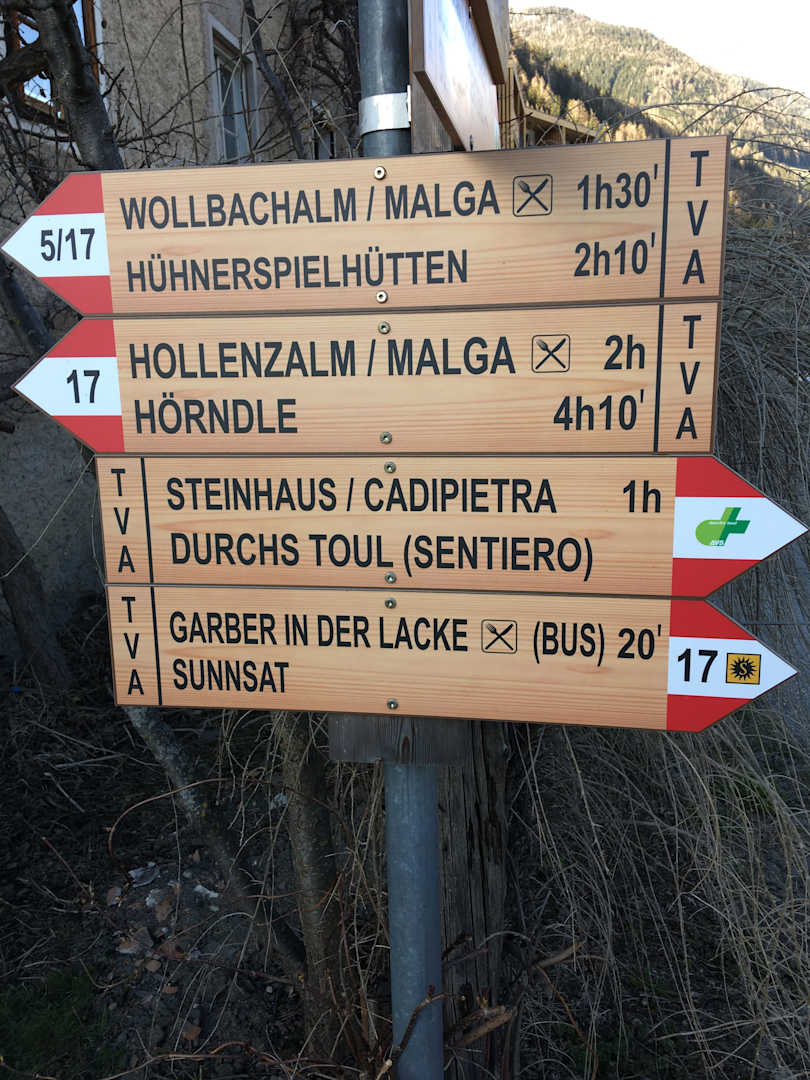 5/17 WOLLBACHALM / MALGA 1h30' TVA
HÜHNERSPIELHÜTTEN 2h10'
17 HOLLENZALM / MALGA 2h TVA
HÖRNDLE 4h10'
TVA STEINHAUS / CADIPIETRA 1h
DURCHS TOUL (SENTIERO)
AVS
TVA GARBER IN DER LACKE (BUS) 20' 17 S
SUNNSAT